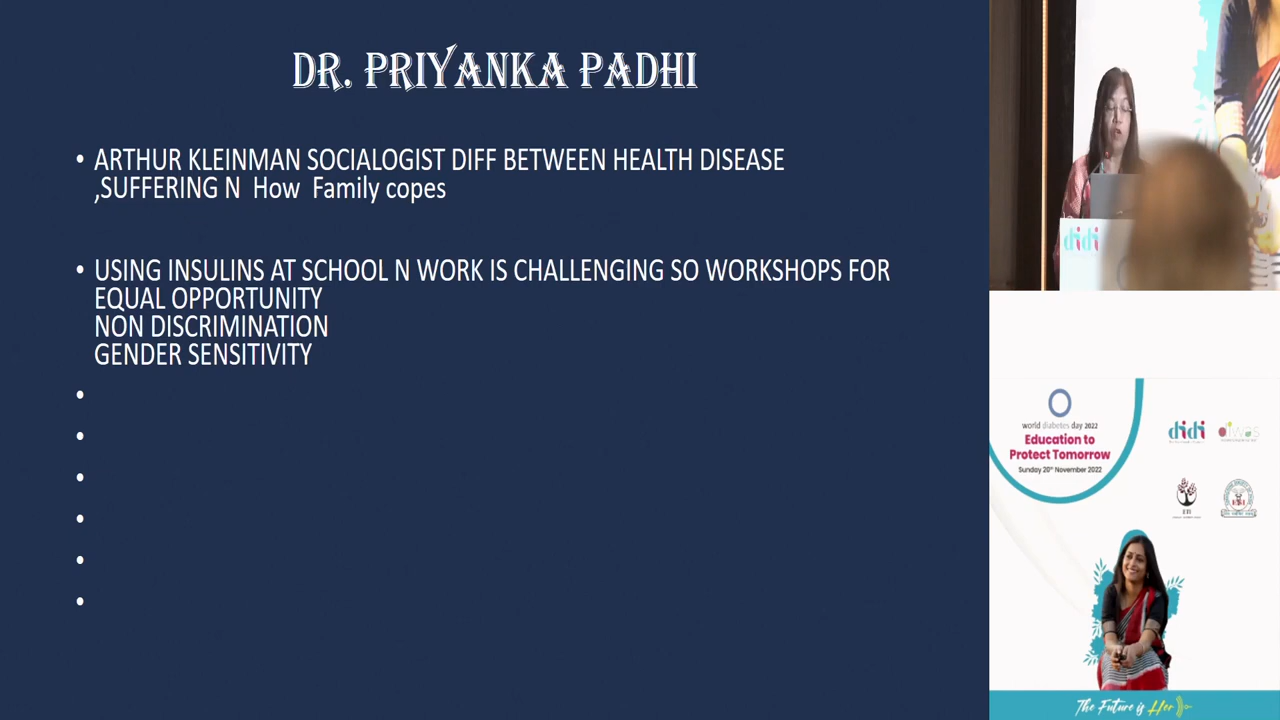 DR. PRIYANKA PADHI
• ARTHUR KLEINMAN SOCIALOGIST DIFF BETWEEN HEALTH DISEASE
,SUFFERING N How Family copes
• USING INSULINS AT SCHOOL N WORK IS CHALLENGING SO WORKSHOPS FOR
EQUAL OPPORTUNITY
NON DISCRIMINATION
GENDER SENSITIVITY
•
•
•
•
•
•
didi
world diabetes day 2022
Education to
Protect Tomorrow
Sunday 20th November 2022
didi
The Future is Her